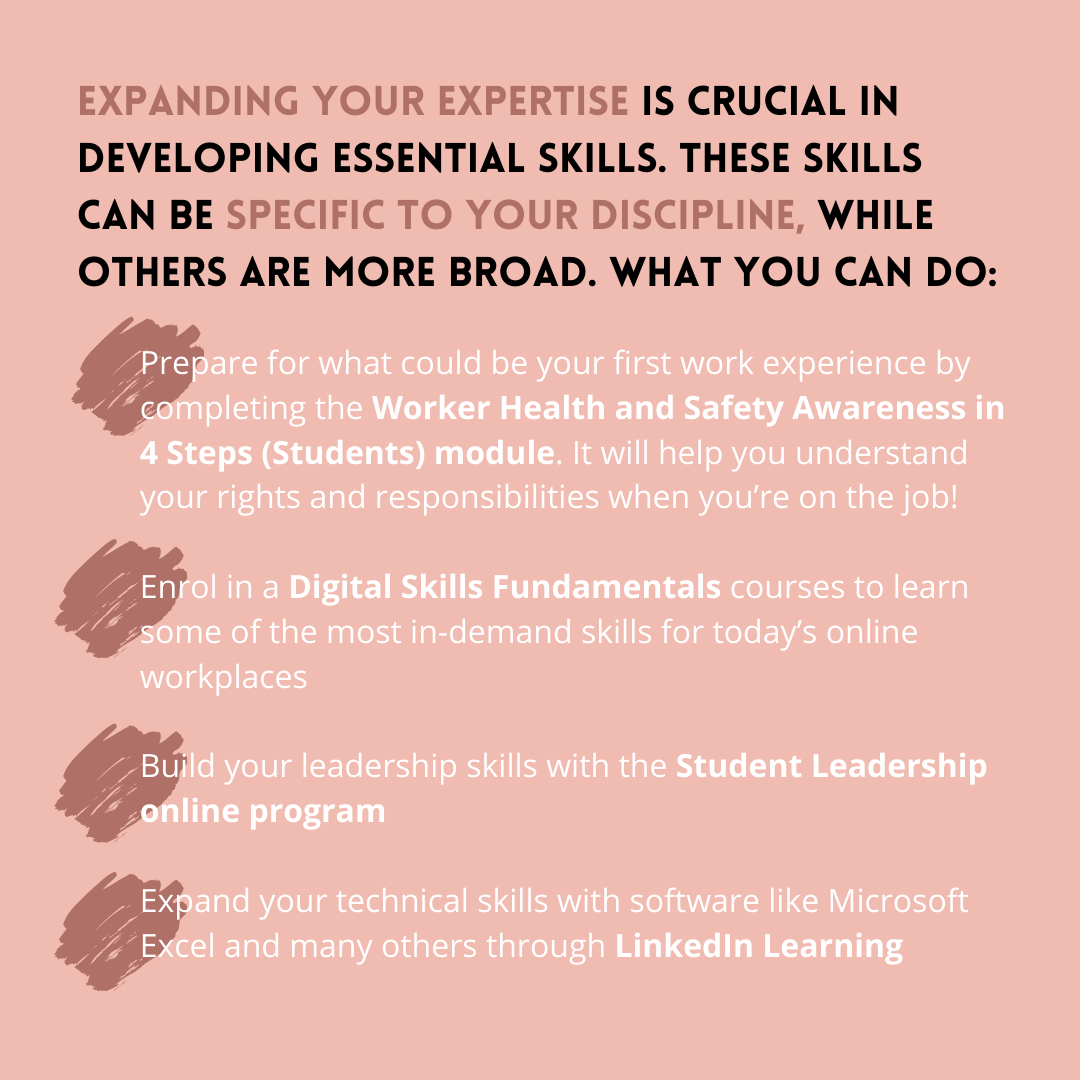 EXPANDING YOUR EXPERTISE IS CRUCIAL IN
DEVELOPING ESSENTIAL SKILLS. THESE SKILLS
CAN BE SPECIFIC TO YOUR DISCIPLINE, WHILE
OTHERS ARE MORE BROAD. WHAT YOU CAN DO:
Prepare for what could be your first work experience by
completing the Worker Health and Safety Awareness in
4 Steps (Students) module. It will help you understand
your rights and responsibilities when you’re on the job!
Enrol in a Digital Skills Fundamentals courses to learn
some of the most in-demand skills for today’s online
workplaces
Build your leadership skills with the Student Leadership
online program
Expand your technical skills with software like Microsoft
Excel and many others through LinkedIn Learning